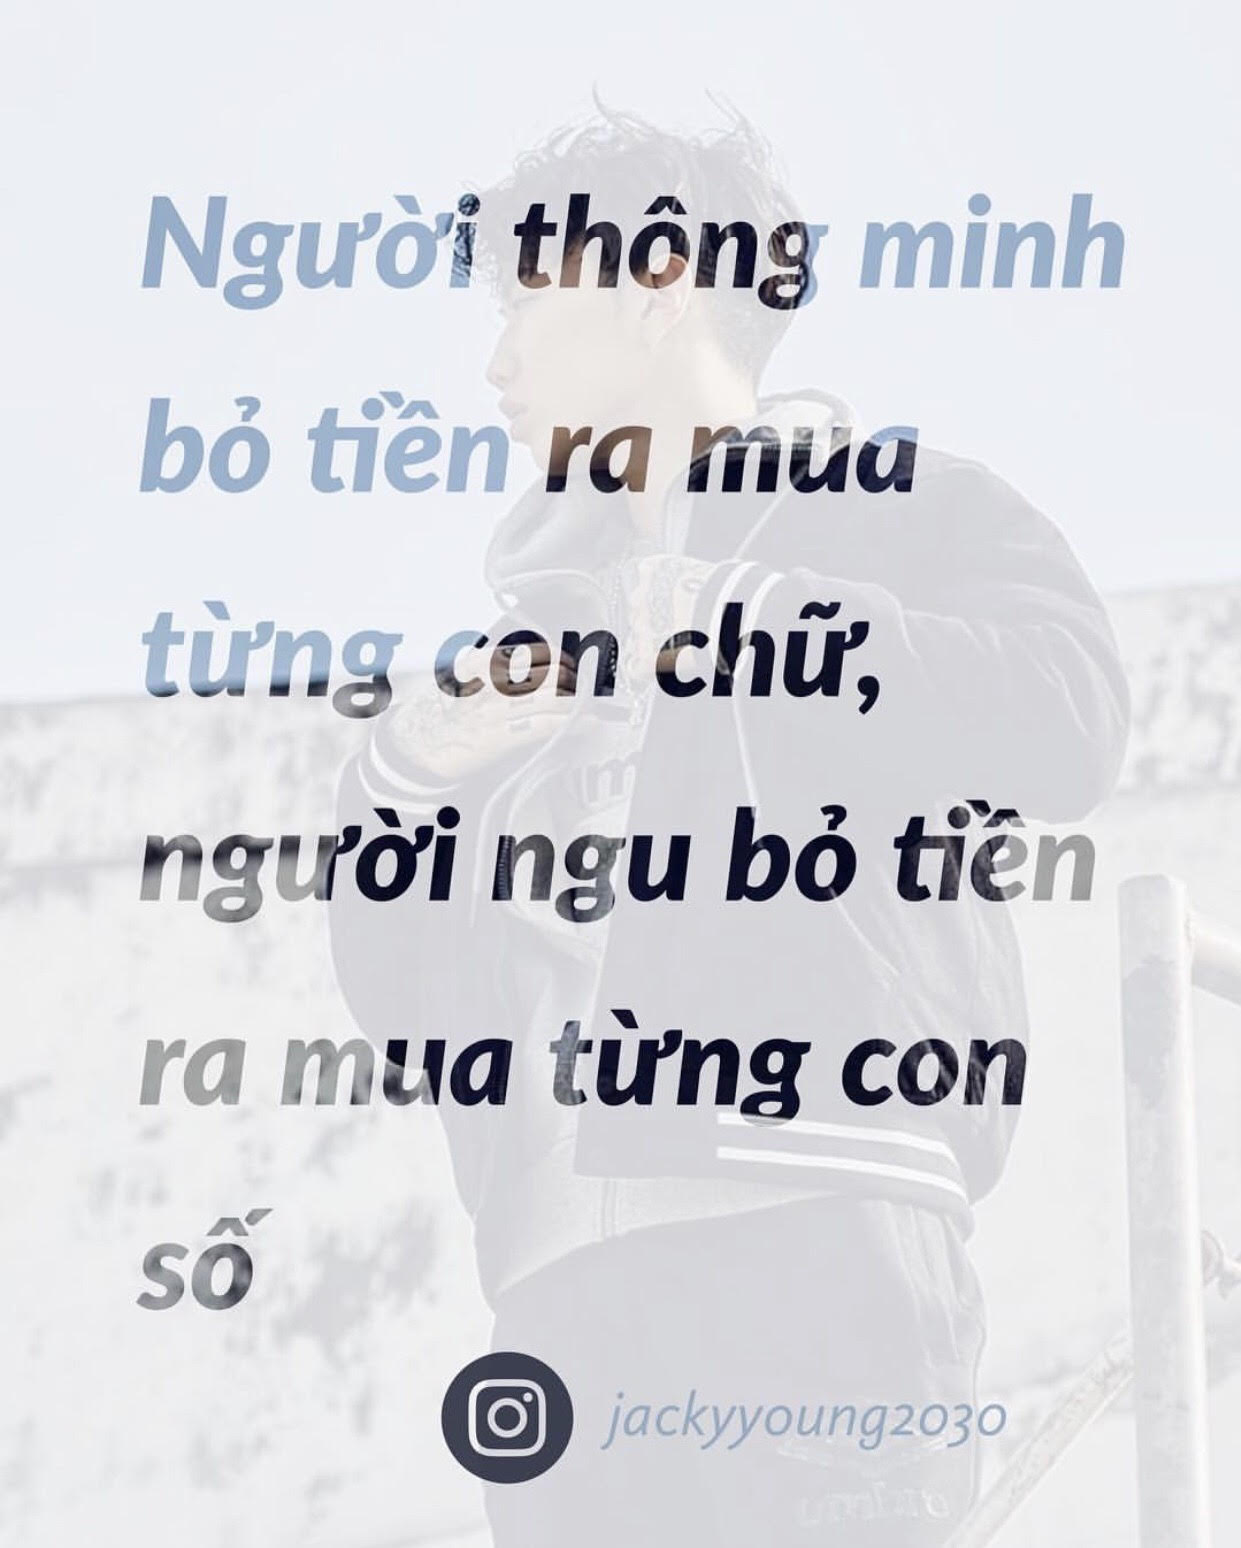 Người thông minh
bỏ tiền ra mua
từng con chữ,
người ngu bỏ tiền
ra mua từng con
số
jackyyoung2030